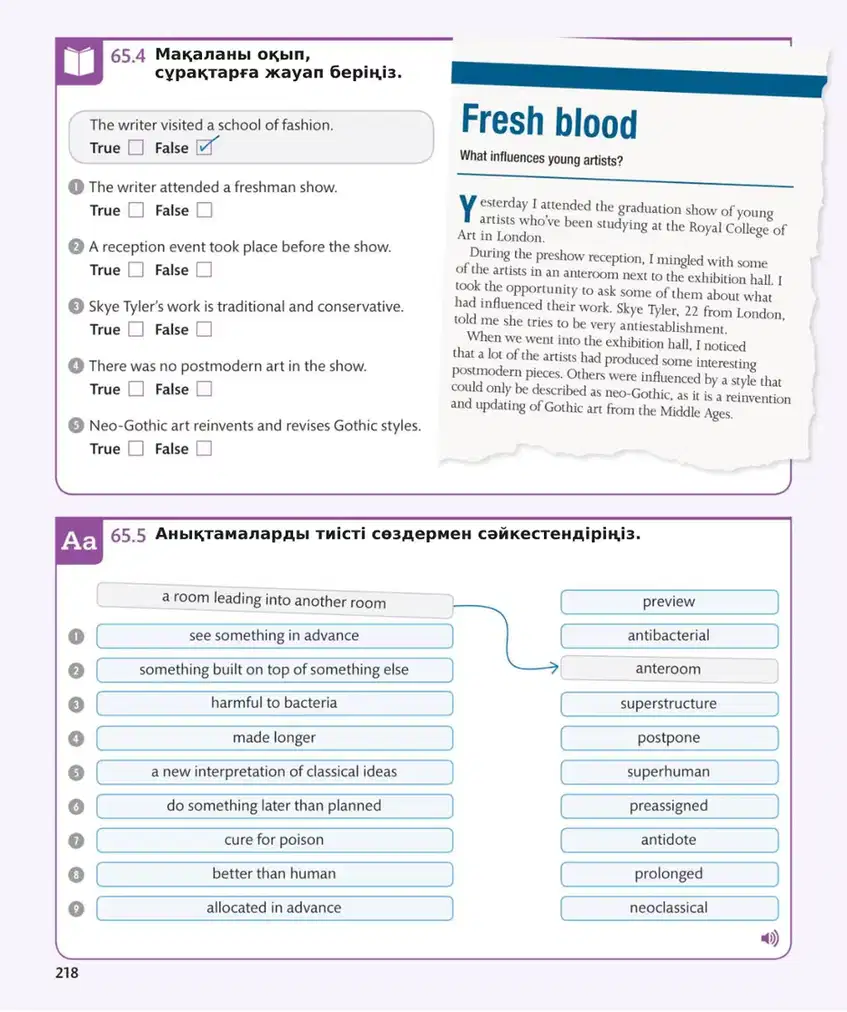 65.4 Мақаланы оқып,
сұрақтарға жауап беріңіз.
The writer visited a school of fashion.
True False
1 The writer attended a freshman show.
True False
2 A reception event took place before the show.
True False
3 Skye Tyler's work is traditional and conservative.
True False
4 There was no postmodern art in the show.
True False
5 Neo-Gothic art reinvents and revises Gothic styles.
True False
Fresh blood
What influences young artists?
Yesterday I attended the graduation show of young
artists who've been studying at the Royal College of
Art in London.
During the preshow reception, I mingled with some
of the artists in an anteroom next to the exhibition hall. I
took the opportunity to ask some of them about what
had influenced their work. Skye Tyler, 22 from London,
told me she tries to be very antiestablishment.
When we went into the exhibition hall, I noticed
that a lot of the artists had produced some interesting
postmodern pieces. Others were influenced by a style that
could only be described as neo-Gothic, as it is a reinvention
and updating of Gothic art from the Middle Ages.
Aa 65.5 Анықтамаларды тиісті сөздермен сәйкестендіріңіз.
a room leading into another room
1 see something in advance
2 something built on top of something else
3 harmful to bacteria
4 made longer
5 a new interpretation of classical ideas
6 do something later than planned
7 cure for poison
8 better than human
9 allocated in advance
preview
antibacterial
anteroom
superstructure
postpone
superhuman
preassigned
antidote
prolonged
neoclassical
218